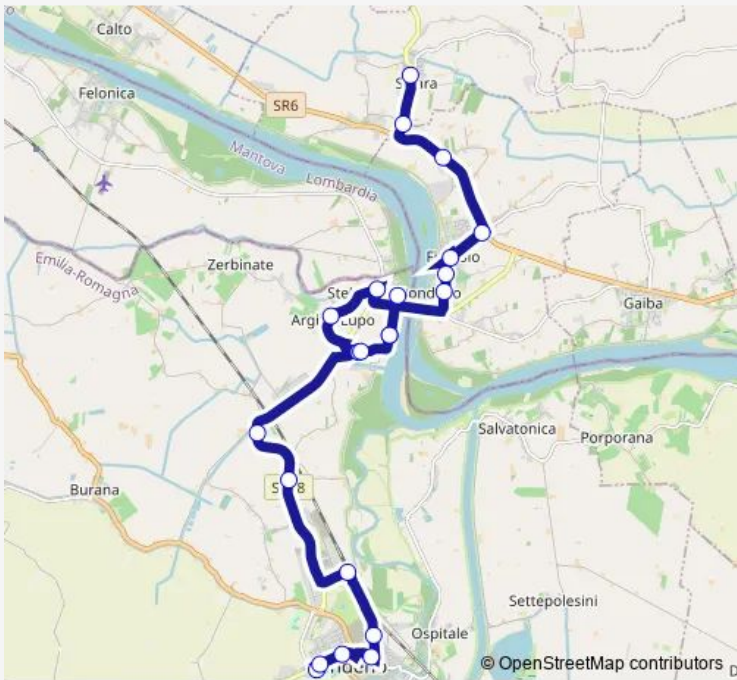 Calto
Felonica
SR6
Mantova
Lombardia
Emilia-Romagna
Zerbinate
Gaiba
Salvatonica
Porporana
Burana
Settepolesini
Ospitale
© OpenStreetMap contributors
D